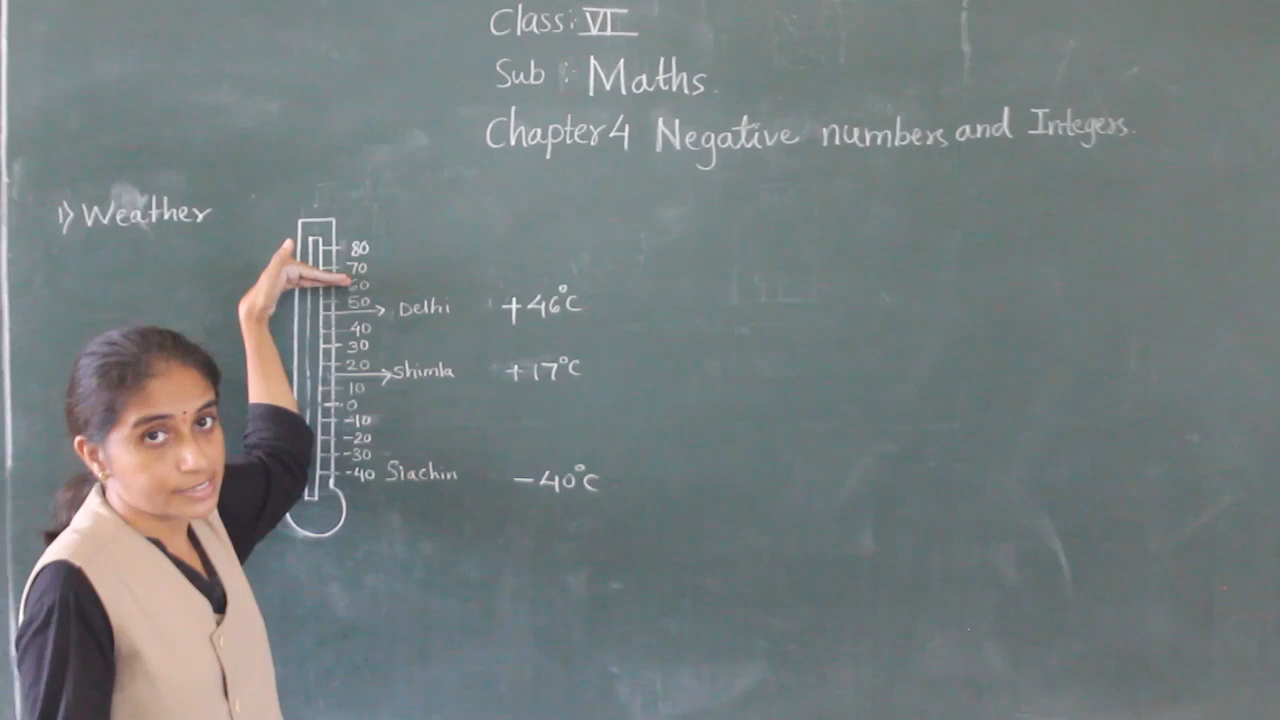 Class: VI
Sub :- Maths.
Chapter 4 Negative numbers and Integers.
1) Weather
80
70
60
50 Delhi +46°C
40
30
20
Shimla +17°C
10
0
-10
-20
-30
-40 Siachin -40°C